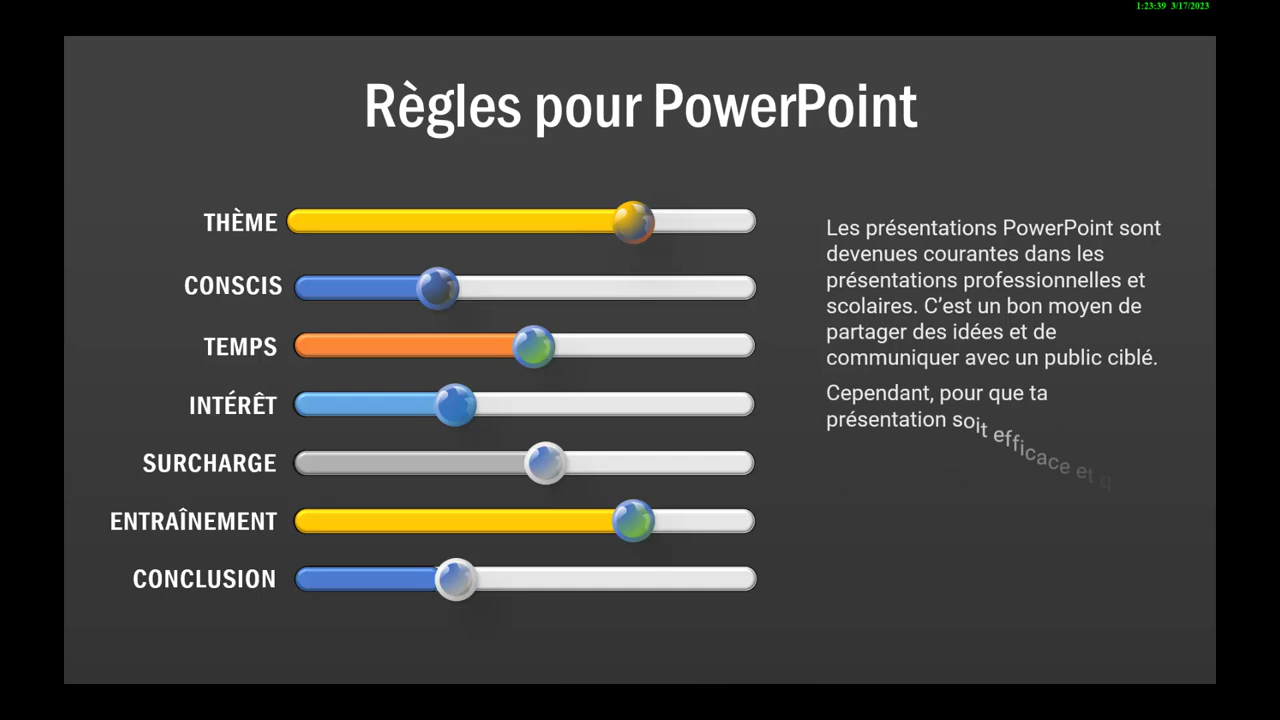 1:23:39 3/17/2023
Règles pour PowerPoint
THÈME
CONSCIS
TEMPS
INTÉRÊT
SURCHARGE
ENTRAÎNEMENT
CONCLUSION
Les présentations PowerPoint sont
devenues courantes dans les
présentations professionnelles et
scolaires. C’est un bon moyen de
partager des idées et de
communiquer avec un public ciblé.
Cependant, pour que ta
présentation soit efficace et q